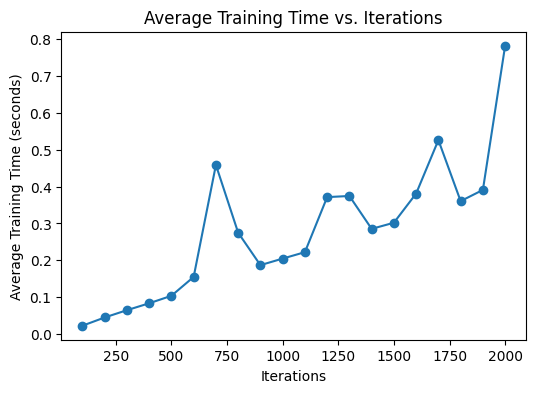 Average Training Time vs. Iterations
0.8
0.7
0.6
0.5
0.4
0.3
0.2
0.1
0.0
Average Training Time (seconds)
250 500 750 1000 1250 1500 1750 2000
Iterations